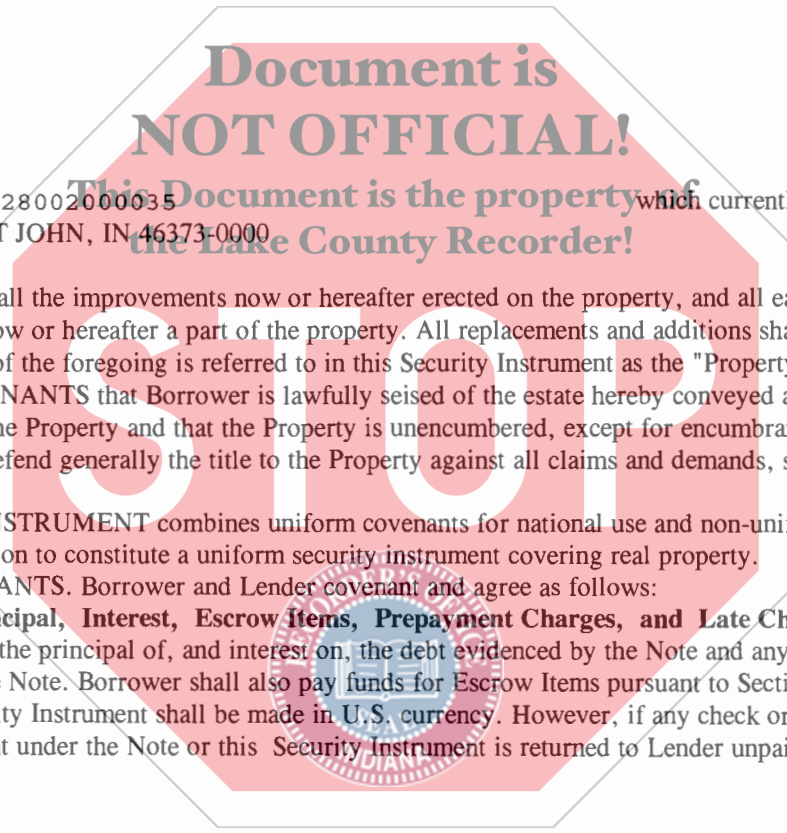 Document is
NOT OFFICIAL!
This Document is the property of
the Lake County Recorder!
28002000035 which currentl
T JOHN, IN 46373-0000
all the improvements now or hereafter erected on the property, and all ea
ow or hereafter a part of the property. All replacements and additions sha
of the foregoing is referred to in this Security Instrument as the "Property
NANTS that Borrower is lawfully seised of the estate hereby conveyed a
he Property and that the Property is unencumbered, except for encumbra
efend generally the title to the Property against all claims and demands, s
STOP
NSTRUMENT combines uniform covenants for national use and non-uni
on to constitute a uniform security instrument covering real property.
ANTS. Borrower and Lender covenant and agree as follows:
cipal, Interest, Escrow Items, Prepayment Charges, and Late Ch
the principal of, and interest on, the debt evidenced by the Note and any
e Note. Borrower shall also pay funds for Escrow Items pursuant to Secti
ity Instrument shall be made in U.S. currency. However, if any check or
t under the Note or this Security Instrument is returned to Lender unpai
RECORDER'S OFFICE
SEAL
INDIANA